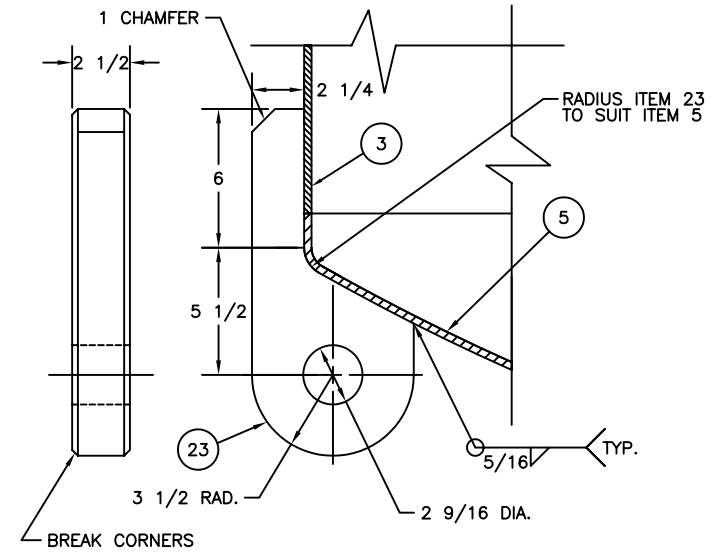 1 CHAMFER
2 1/2
2 1/4
RADIUS ITEM 23
TO SUIT ITEM 5
3
6
5
5 1/2
23
5/16
TYP.
3 1/2 RAD.
2 9/16 DIA.
BREAK CORNERS